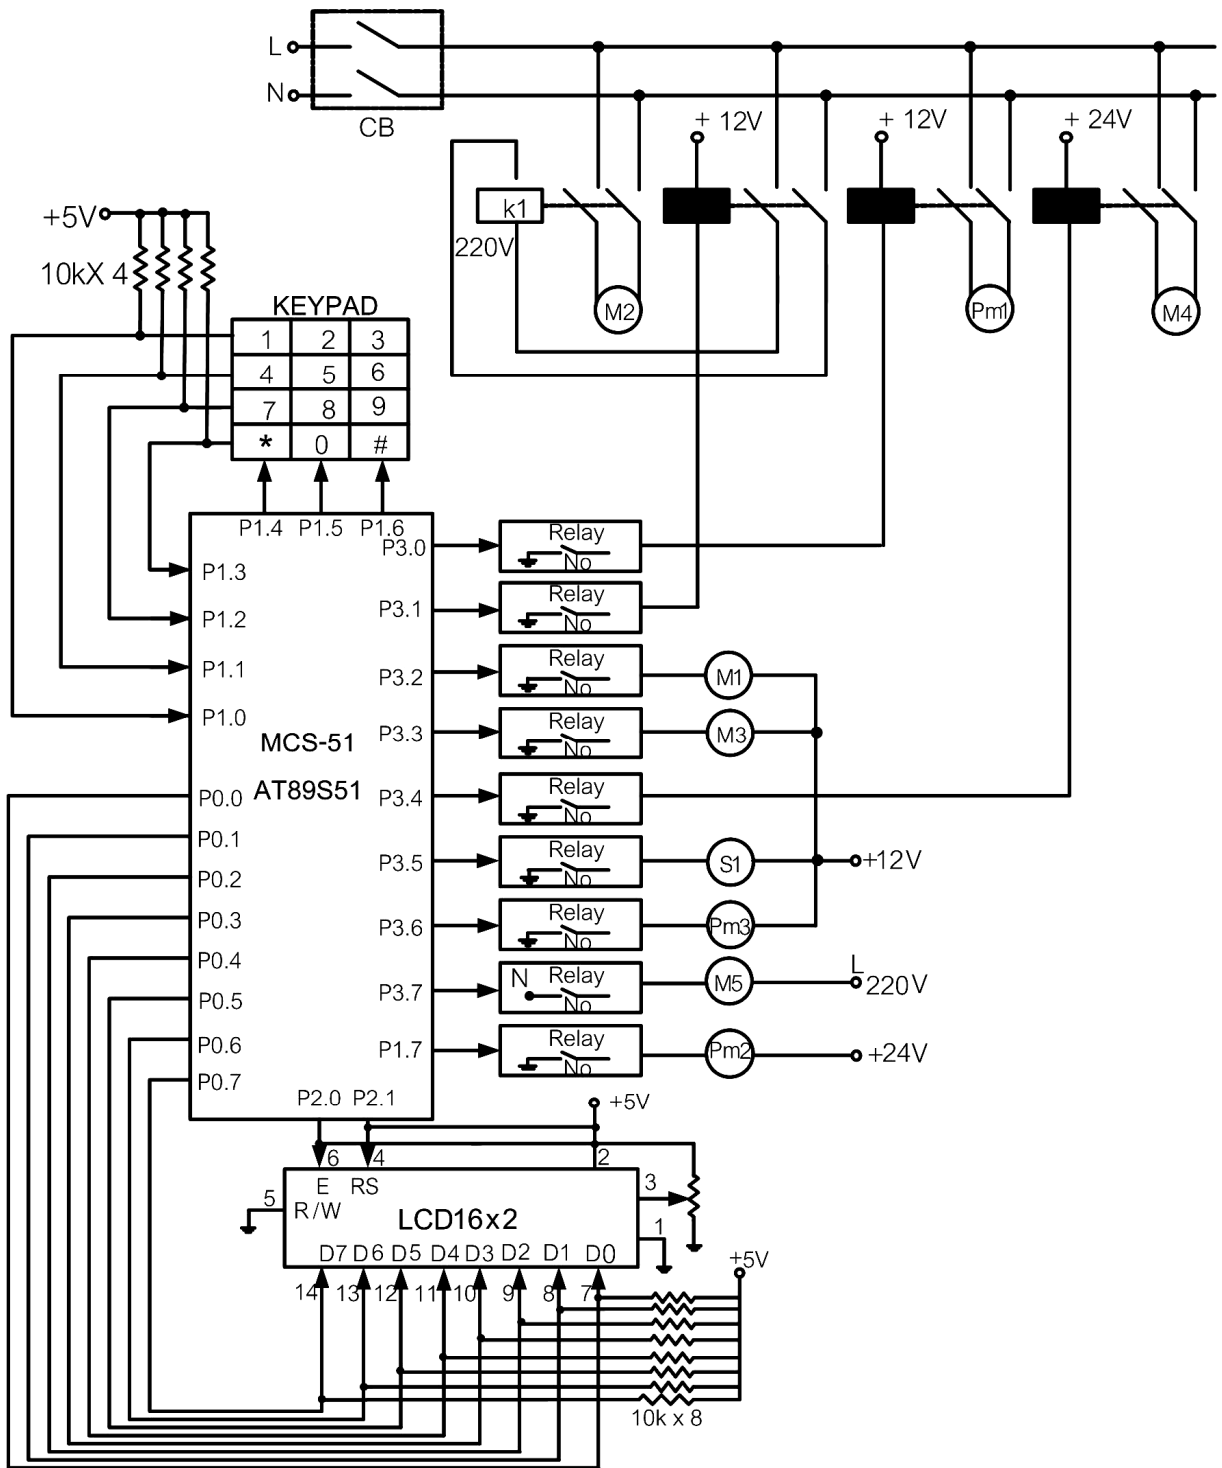 L
N
CB
+ 12V
+ 12V
+ 24V
k1
220V
M2
Pm1
M4
+5V
10kX 4
KEYPAD
1 2 3
4 5 6
7 8 9
* 0 #
P1.4 P1.5 P1.6
P3.0
Relay
No
P1.3
P3.1
Relay
No
P1.2
P1.1
P3.2
Relay
No
M1
P1.0
P3.3
Relay
No
M3
MCS-51
AT89S51
P0.0
P3.4
Relay
No
P0.1
P3.5
Relay
No
S1
+12V
P0.2
P0.3
P3.6
Relay
No
Pm3
P0.4
P3.7
N
Relay
No
M5
L
220V
P0.5
P0.6
P1.7
Relay
No
Pm2
+24V
P0.7
P2.0 P2.1
+5V
6 4 2
E RS
3
5
R/W
LCD16x2
1
D7 D6 D5 D4 D3 D2 D1 D0
14 13 12 11 10 9 8 7
+5V
10k x 8